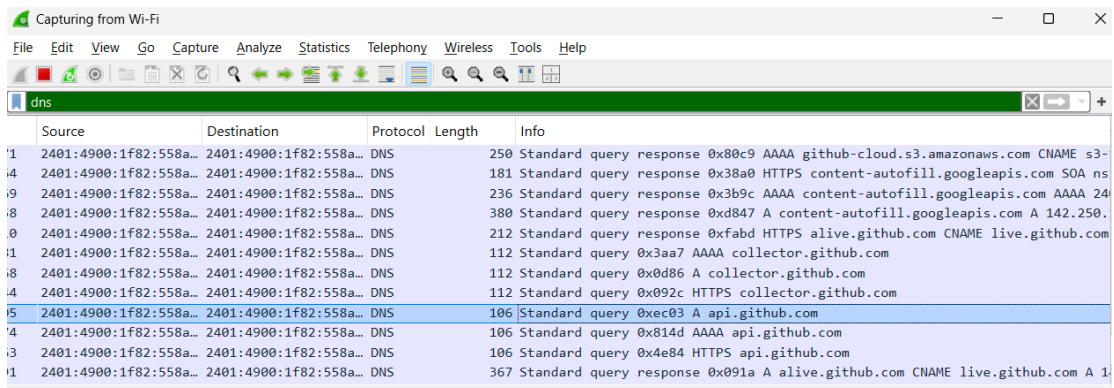 Capturing from Wi-Fi
File Edit View Go Capture Analyze Statistics Telephony Wireless Tools Help
dns
Source Destination Protocol Length Info
71 2401:4900:1f82:558a… 2401:4900:1f82:558a… DNS 250 Standard query response 0x80c9 AAAA github-cloud.s3.amazonaws.com CNAME s3-
54 2401:4900:1f82:558a… 2401:4900:1f82:558a… DNS 181 Standard query response 0x38a0 HTTPS content-autofill.googleapis.com SOA ns
59 2401:4900:1f82:558a… 2401:4900:1f82:558a… DNS 236 Standard query response 0x3b9c AAAA content-autofill.googleapis.com AAAA 24
8 2401:4900:1f82:558a… 2401:4900:1f82:558a… DNS 380 Standard query response 0xd847 A content-autofill.googleapis.com A 142.250.
0 2401:4900:1f82:558a… 2401:4900:1f82:558a… DNS 212 Standard query response 0xfabd HTTPS alive.github.com CNAME live.github.com
31 2401:4900:1f82:558a… 2401:4900:1f82:558a… DNS 112 Standard query 0x3aa7 AAAA collector.github.com
8 2401:4900:1f82:558a… 2401:4900:1f82:558a… DNS 112 Standard query 0x0d86 A collector.github.com
44 2401:4900:1f82:558a… 2401:4900:1f82:558a… DNS 112 Standard query 0x092c HTTPS collector.github.com
95 2401:4900:1f82:558a… 2401:4900:1f82:558a… DNS 106 Standard query 0xec03 A api.github.com
74 2401:4900:1f82:558a… 2401:4900:1f82:558a… DNS 106 Standard query 0x814d AAAA api.github.com
53 2401:4900:1f82:558a… 2401:4900:1f82:558a… DNS 106 Standard query 0x4e84 HTTPS api.github.com
91 2401:4900:1f82:558a… 2401:4900:1f82:558a… DNS 367 Standard query response 0x091a A alive.github.com CNAME live.github.com A 1